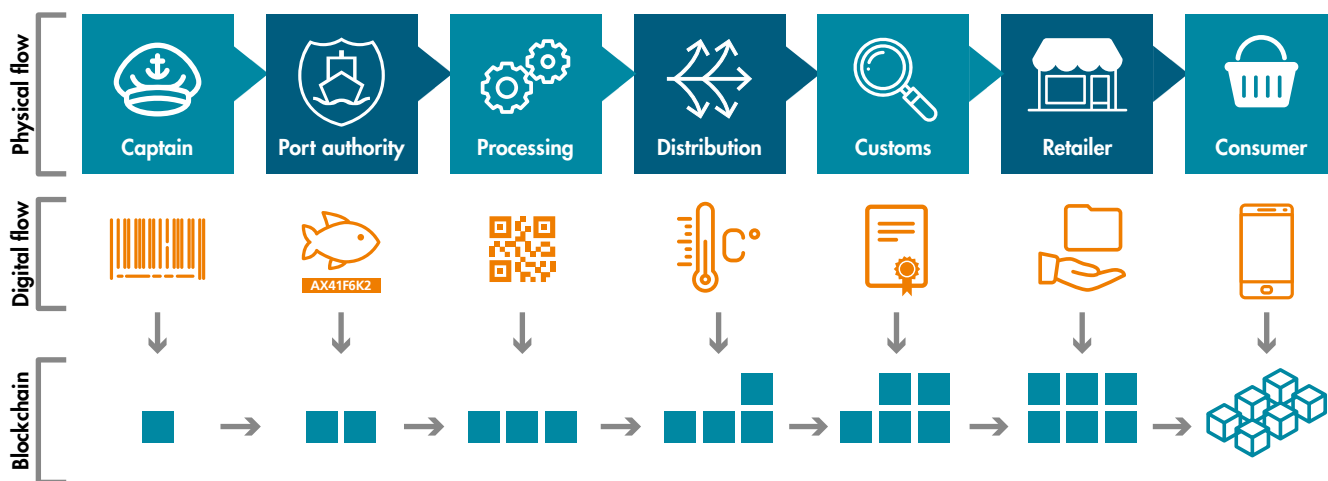 Physical flow
Captain
Port authority
Processing
Distribution
Customs
Retailer
Consumer
Digital flow
AX41F6K2
C°
Blockchain